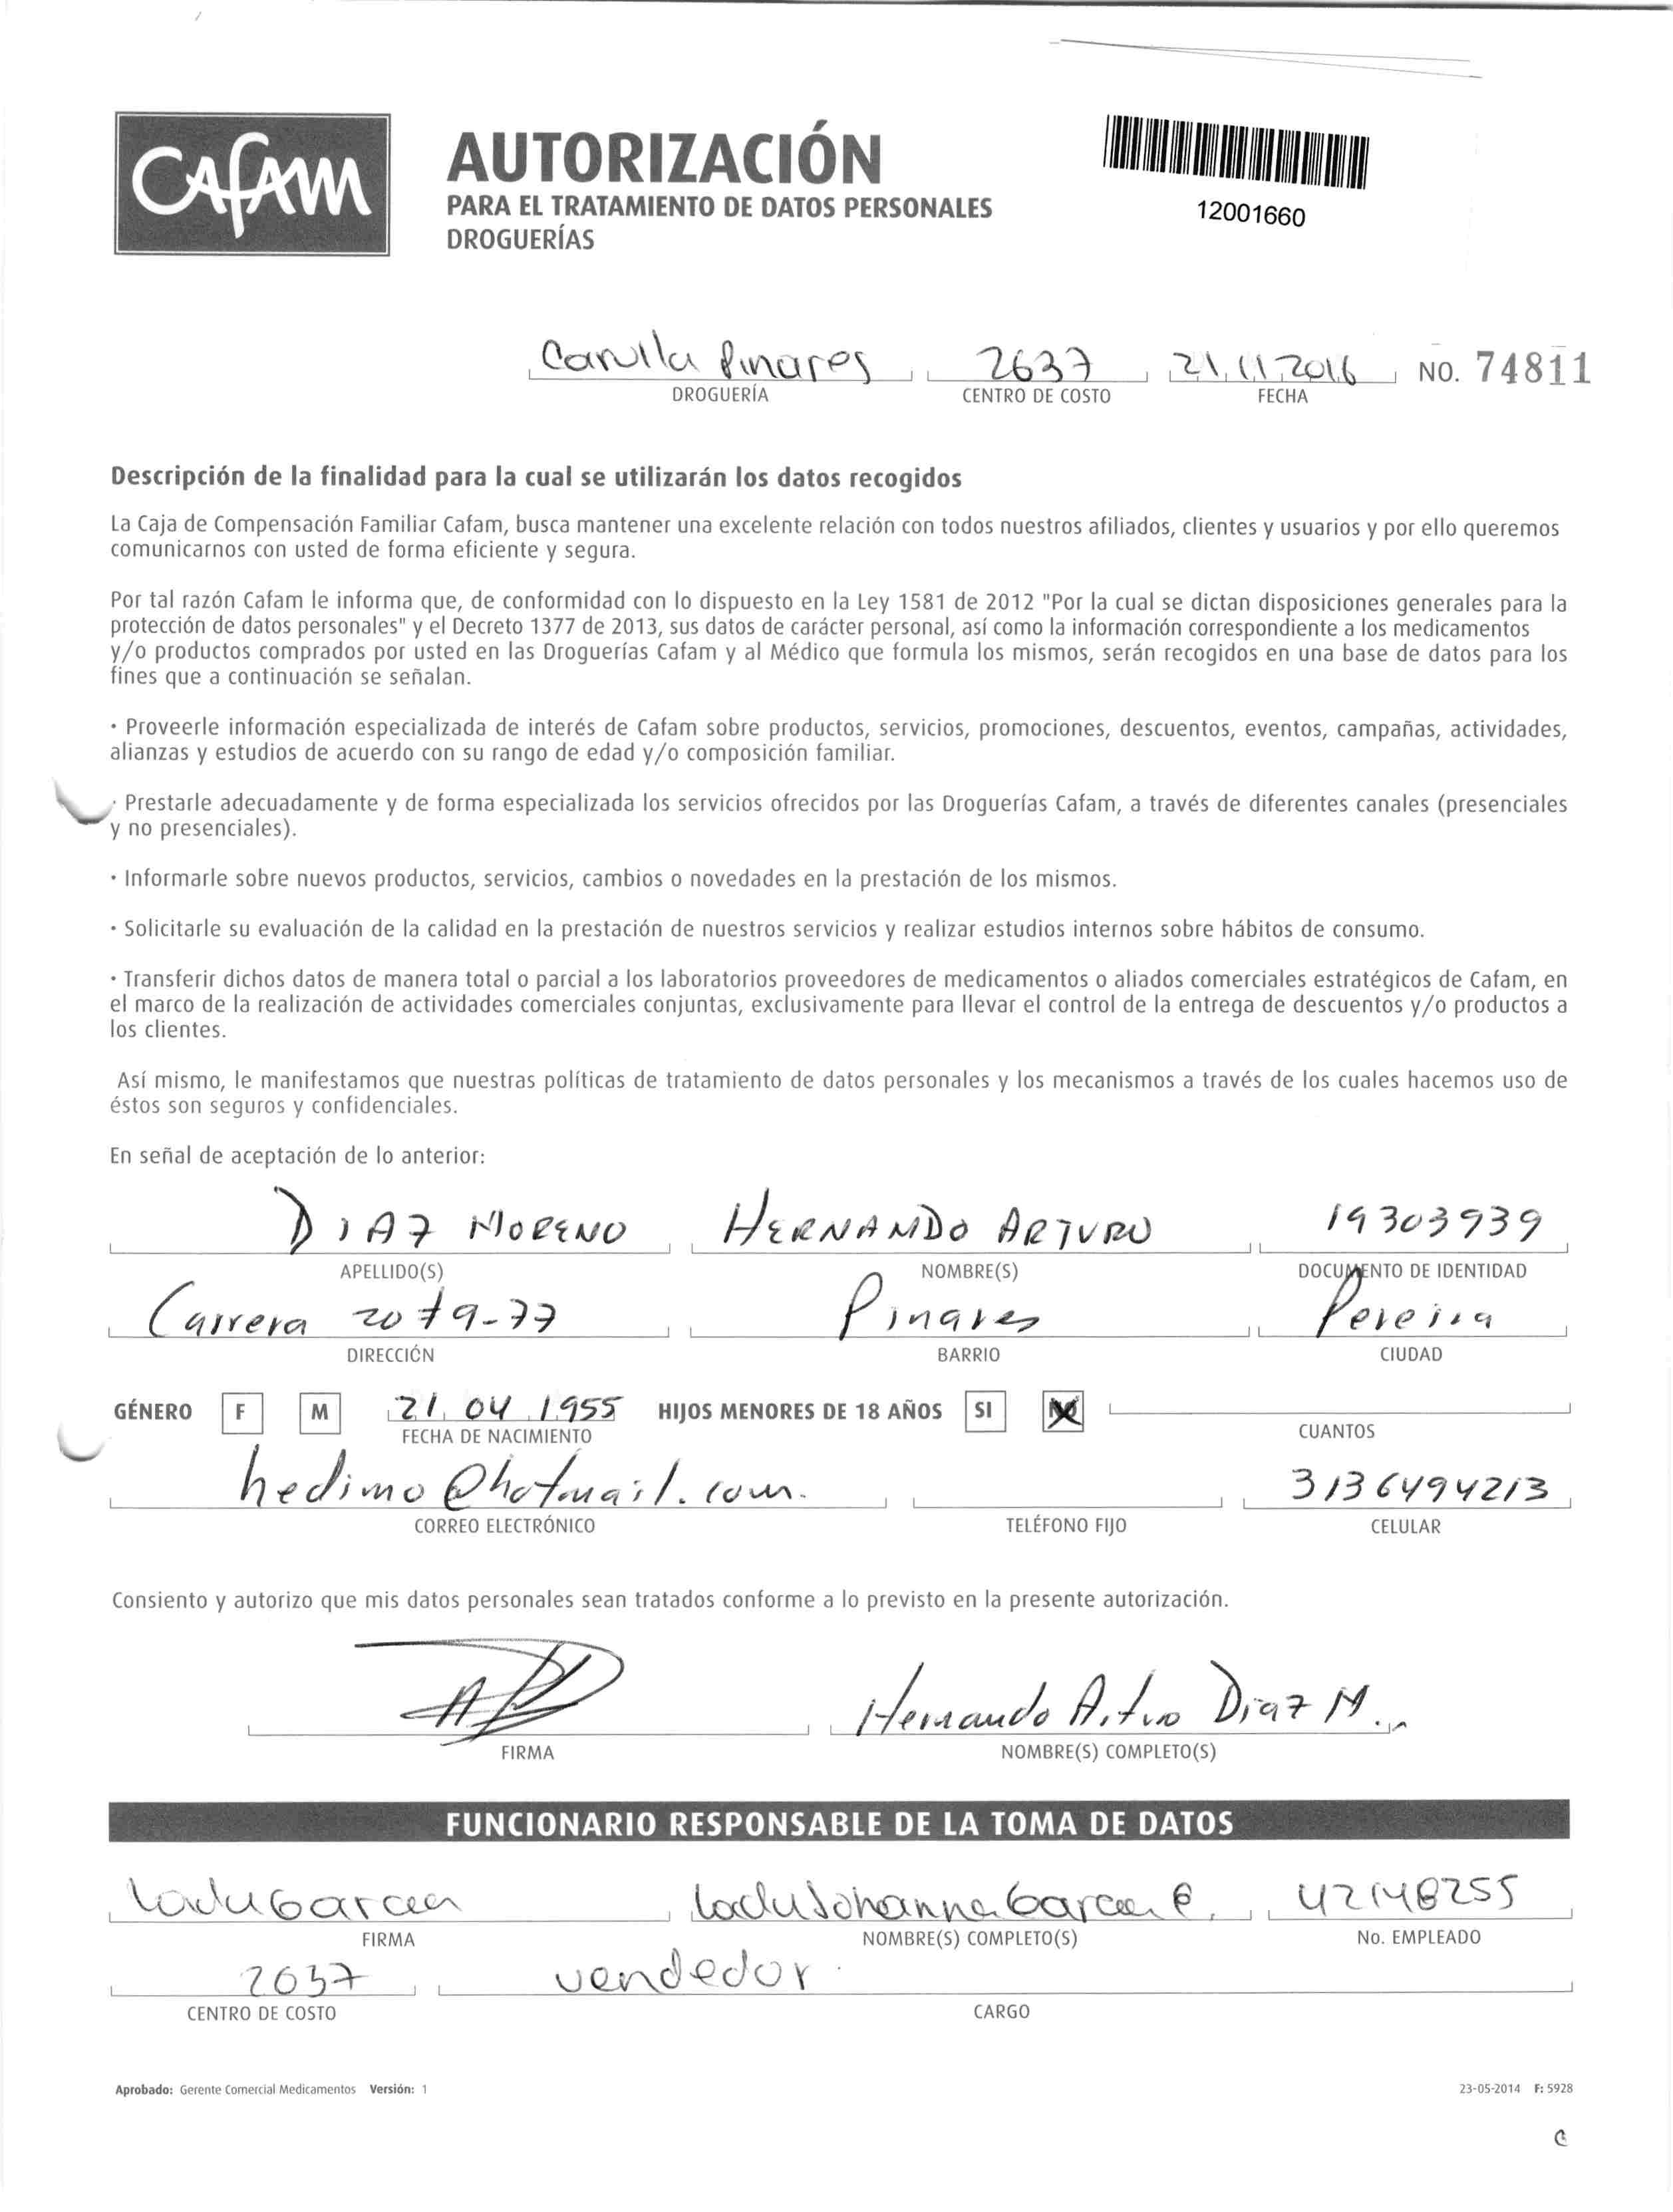 CAFAM
AUTORIZACIÓN
PARA EL TRATAMIENTO DE DATOS PERSONALES
DROGUERÍAS
12001660
Carulla Pinares 2637 21 11 2016 NO. 74811
DROGUERÍA CENTRO DE COSTO FECHA
Descripción de la finalidad para la cual se utilizarán los datos recogidos
La Caja de Compensación Familiar Cafam, busca mantener una excelente relación con todos nuestros afiliados, clientes y usuarios y por ello queremos
comunicarnos con usted de forma eficiente y segura.
Por tal razón Cafam le informa que, de conformidad con lo dispuesto en la Ley 1581 de 2012 "Por la cual se dictan disposiciones generales para la
protección de datos personales" y el Decreto 1377 de 2013, sus datos de carácter personal, así como la información correspondiente a los medicamentos
y/o productos comprados por usted en las Droguerías Cafam y al Médico que formula los mismos, serán recogidos en una base de datos para los
fines que a continuación se señalan.
• Proveerle información especializada de interés de Cafam sobre productos, servicios, promociones, descuentos, eventos, campañas, actividades,
alianzas y estudios de acuerdo con su rango de edad y/o composición familiar.
• Prestarle adecuadamente y de forma especializada los servicios ofrecidos por las Droguerías Cafam, a través de diferentes canales (presenciales
y no presenciales).
• Informarle sobre nuevos productos, servicios, cambios o novedades en la prestación de los mismos.
• Solicitarle su evaluación de la calidad en la prestación de nuestros servicios y realizar estudios internos sobre hábitos de consumo.
• Transferir dichos datos de manera total o parcial a los laboratorios proveedores de medicamentos o aliados comerciales estratégicos de Cafam, en
el marco de la realización de actividades comerciales conjuntas, exclusivamente para llevar el control de la entrega de descuentos y/o productos a
los clientes.
Así mismo, le manifestamos que nuestras políticas de tratamiento de datos personales y los mecanismos a través de los cuales hacemos uso de
éstos son seguros y confidenciales.
En señal de aceptación de lo anterior:
DIAZ MORENO HERNANDO ARTURO 19303939
APELLIDO(S) NOMBRE(S) DOCUMENTO DE IDENTIDAD
Carrera 20 # 9-77 Pinares Pereira
DIRECCIÓN BARRIO CIUDAD
GÉNERO F M 21 04 1955 HIJOS MENORES DE 18 AÑOS SI NO
FECHA DE NACIMIENTO CUANTOS
hedimo@hotmail.com. 3136494213
CORREO ELECTRÓNICO TELÉFONO FIJO CELULAR
Consiento y autorizo que mis datos personales sean tratados conforme a lo previsto en la presente autorización.
Hernando Arturo Diaz M.
FIRMA NOMBRE(S) COMPLETO(S)
FUNCIONARIO RESPONSABLE DE LA TOMA DE DATOS
Garcia Johanna Garcia 42148255
FIRMA NOMBRE(S) COMPLETO(S) No. EMPLEADO
2637 vendedor
CENTRO DE COSTO CARGO
Aprobado: Gerente Comercial Medicamentos Versión: 1 23-05-2014 F: 5928